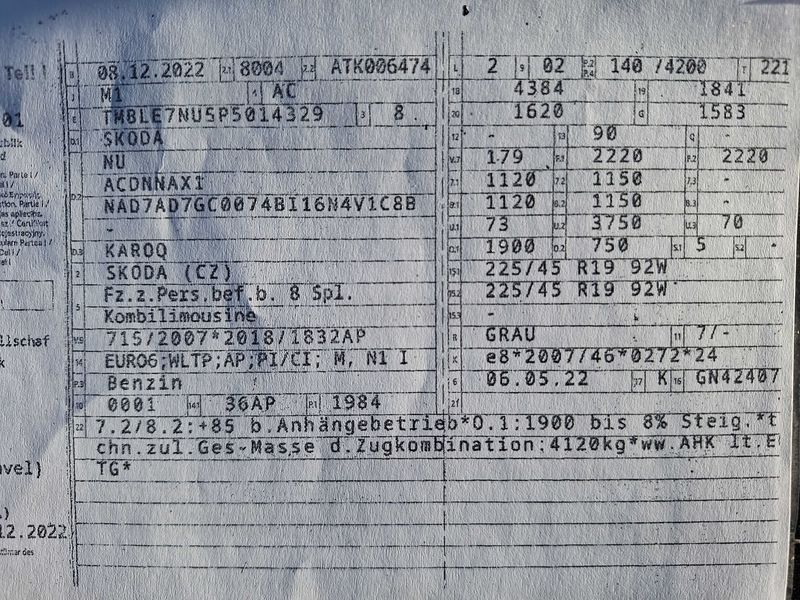 Teil I
B 08.12.2022 2.1 8004 2.2 ATK006474 L 2 9 02 P.2 P.4 140 /4200 T 221
J M1 4 AC 18 4384 19 1841
E TMBLE7NU5P5014329 3 8 20 1620 G 1583
01
D.1 SKODA 12 - 13 90 Q -
NU V.7 179 F.1 2220 F.2 2220
D.2 ACDNNAX1 7.1 1120 7.2 1150 7.3 -
NAD7AD7GC0074BI16N4V1C8B 8.1 1120 8.2 1150 8.3 -
- U.1 73 U.2 3750 U.3 70
D.3 KAROQ O.1 1900 O.2 750 S.1 5 S.2 -
2 SKODA (CZ) 15.1 225/45 R19 92W
5 Fz.z.Pers.bef.b. 8 Spl. 15.2 225/45 R19 92W
Kombilimousine 15.3 -
V.9 715/2007*2018/1832AP R GRAU 11 7/-
14 EURO6;WLTP;AP;PI/CI; M, N1 I K e8*2007/46*0272*24
P.3 Benzin 6 06.05.22 17 K 16 GN42407
10 0001 14.1 36AP P.1 1984 21
22 7.2/8.2:+85 b.Anhängebetrieb*O.1:1900 bis 8% Steig.*t
chn.zul.Ges-Masse d.Zugkombination:4120kg*ww.AHK lt.E
TG*
12.2022